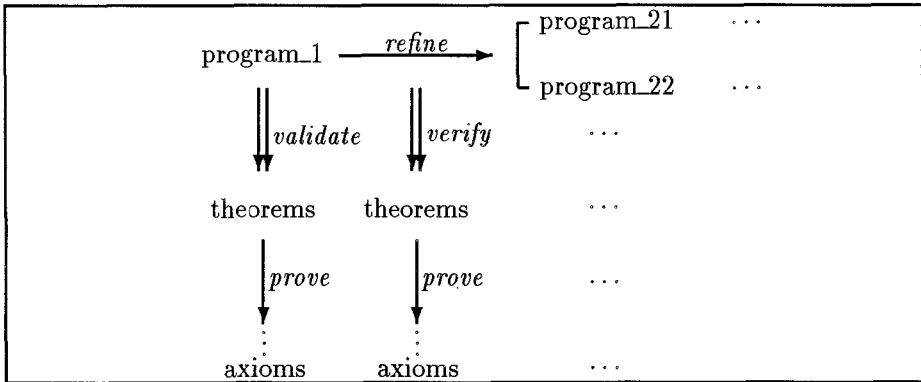 program_21 ...
program_1 refine
program_22 ...
...
validate verify
theorems theorems ...
prove prove ...
axioms axioms ...